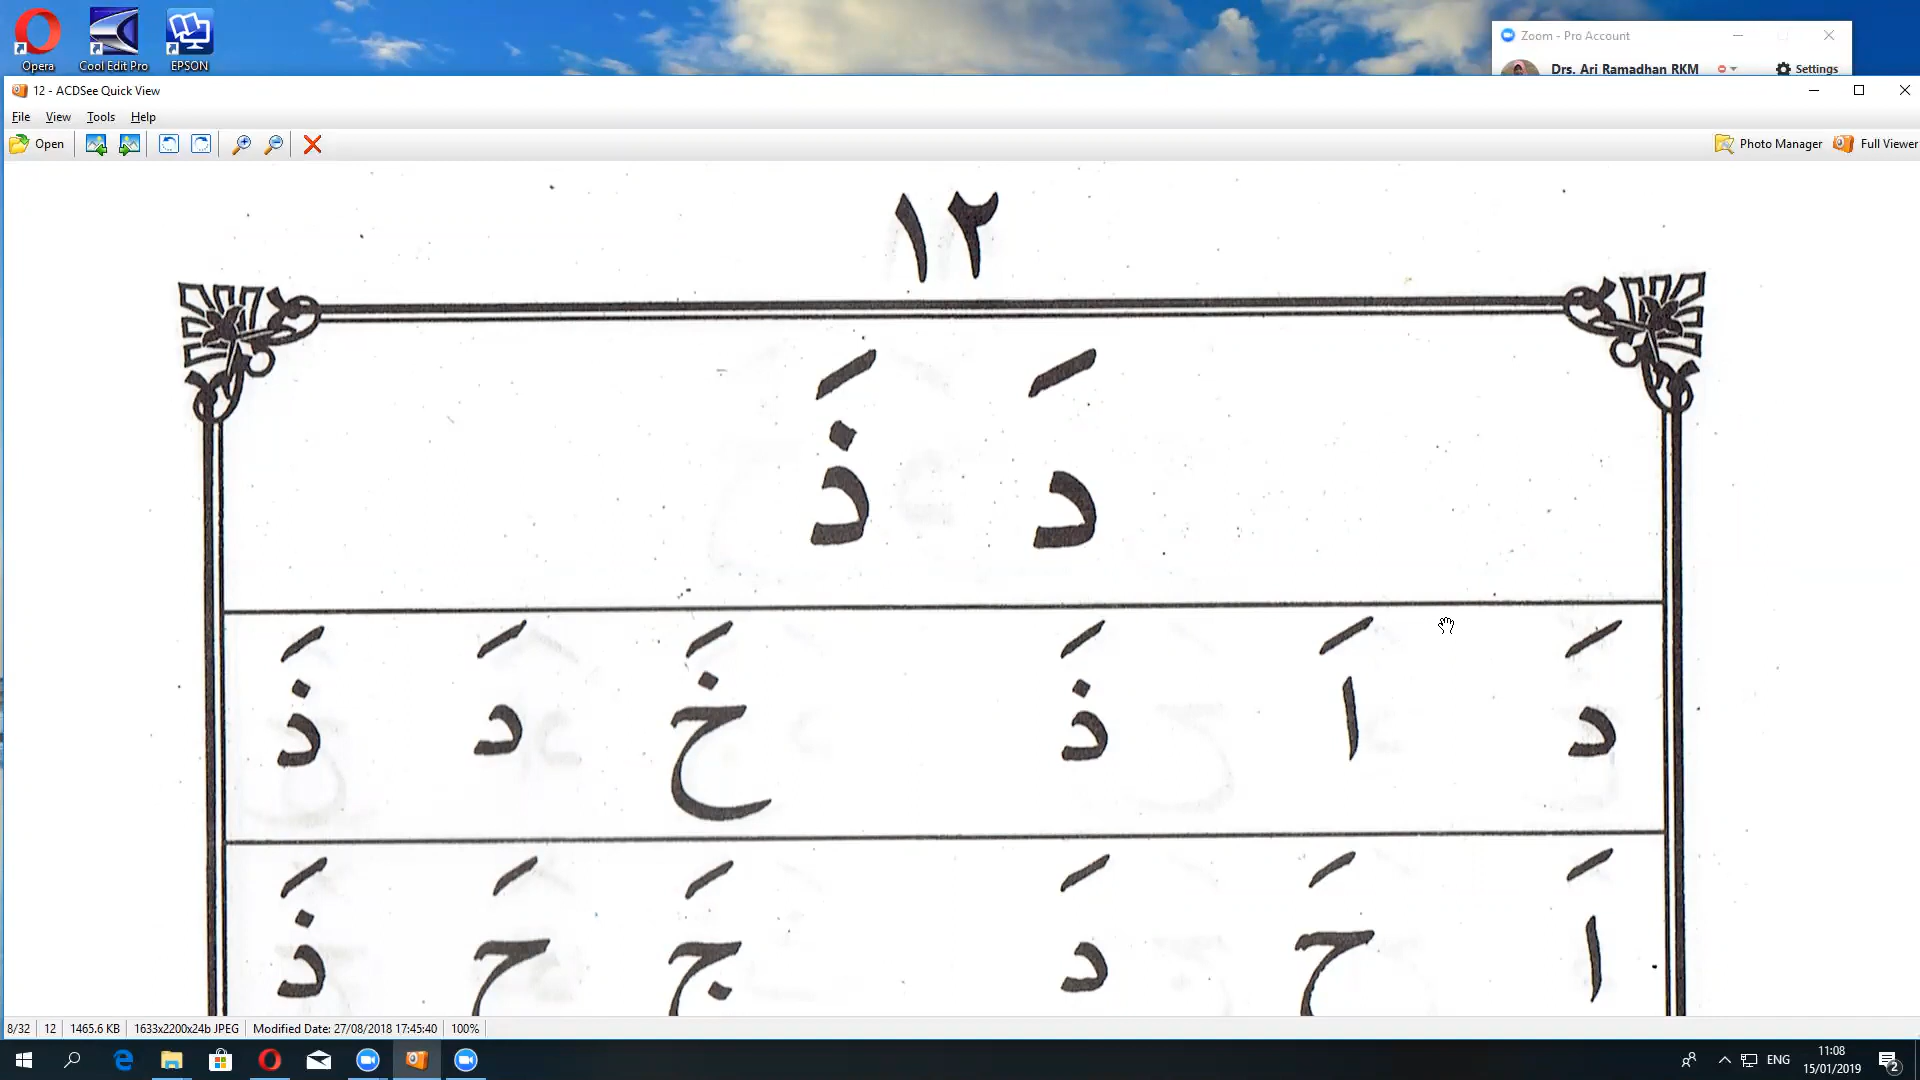 Opera
Cool Edit Pro
EPSON
Zoom - Pro Account
Drs. Ari Ramadhan RKM
Settings
12 - ACDSee Quick View
File View Tools Help
Open
Photo Manager Full Viewer
١٢
دَ ذَ
دَ اَ ذَ خَ دَ ذَ
اَ حَ دَ جَ حَ ذَ
8/32 12 1465.6 KB 1633x2200x24b JPEG Modified Date: 27/08/2018 17:45:40 100%
ENG
11:08
15/01/2019
2